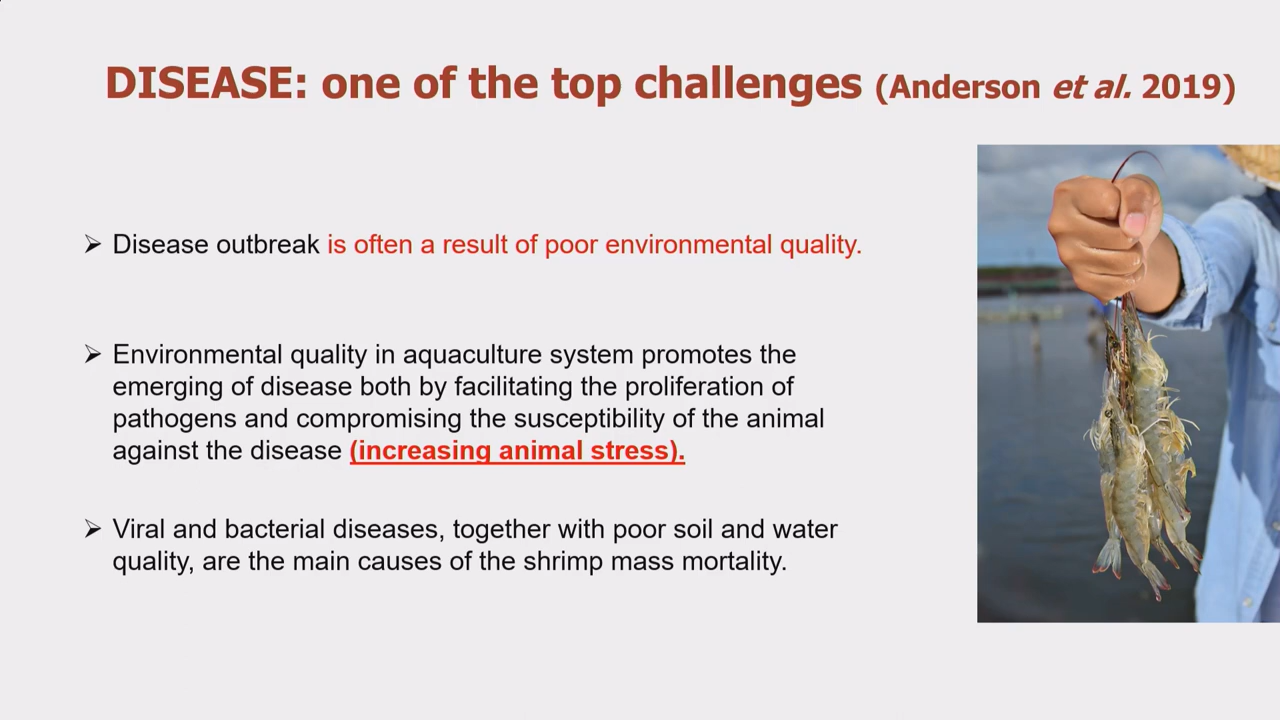 DISEASE: one of the top challenges (Anderson et al. 2019)
➢ Disease outbreak is often a result of poor environmental quality.
➢ Environmental quality in aquaculture system promotes the
emerging of disease both by facilitating the proliferation of
pathogens and compromising the susceptibility of the animal
against the disease (increasing animal stress).
➢ Viral and bacterial diseases, together with poor soil and water
quality, are the main causes of the shrimp mass mortality.